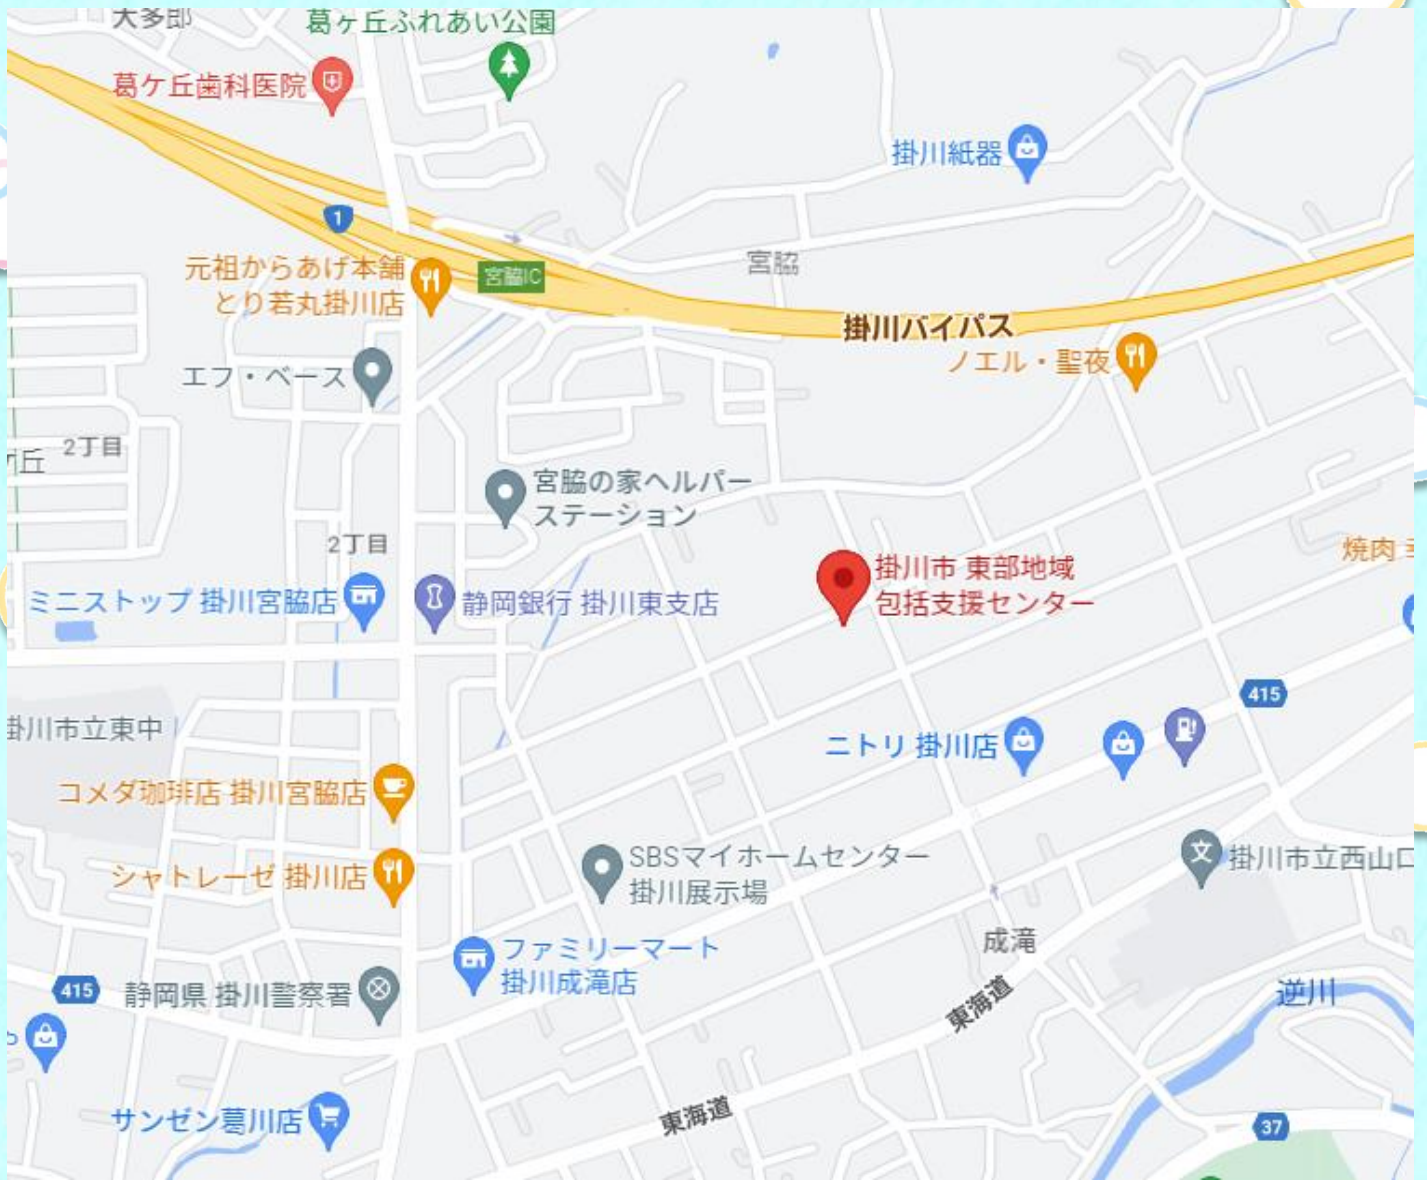 大多郎
葛ヶ丘ふれあい公園
葛ケ丘歯科医院
掛川紙器
1
元祖からあげ本舗
とり若丸掛川店
宮脇IC
宮脇
掛川バイパス
ノエル・聖夜
エフ・ベース
2丁目
丘
宮脇の家ヘルパー
ステーション
2丁目
焼肉
掛川市 東部地域
包括支援センター
ミニストップ 掛川宮脇店
静岡銀行 掛川東支店
415
掛川市立東中
ニトリ 掛川店
コメダ珈琲店 掛川宮脇店
SBSマイホームセンター
掛川展示場
掛川市立西山口
シャトレーゼ 掛川店
成滝
ファミリーマート
掛川成滝店
415
静岡県 掛川警察署
東海道
逆川
サンゼン葛川店
東海道
37